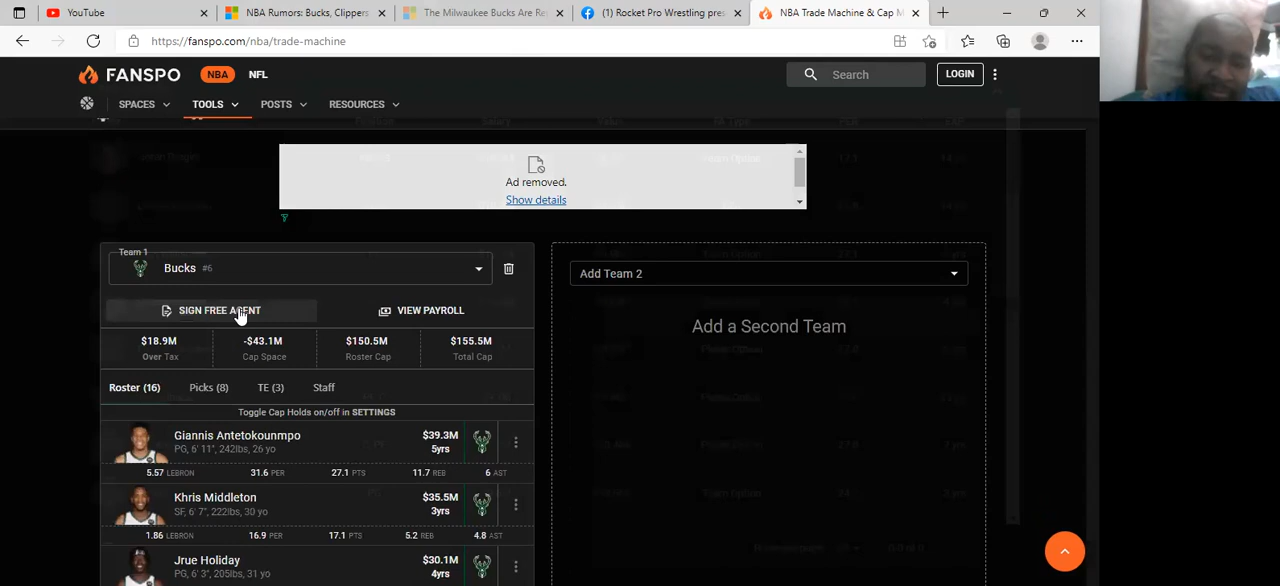 YouTube
NBA Rumors: Bucks, Clippers
The Milwaukee Bucks Are Re
(1) Rocket Pro Wrestling pres
NBA Trade Machine & Cap M
https://fanspo.com/nba/trade-machine
FANSPO
NBA
NFL
Search
LOGIN
SPACES
TOOLS
POSTS
RESOURCES
Ad removed.
Show details
Team 1
Bucks #6
Add Team 2
SIGN FREE AGENT
VIEW PAYROLL
Add a Second Team
$18.9M
-$43.1M
$150.5M
$155.5M
Over Tax
Cap Space
Roster Cap
Total Cap
Roster (16)
Picks (8)
TE (3)
Staff
Toggle Cap Holds on/off in SETTINGS
Giannis Antetokounmpo
$39.3M
PG, 6' 11", 242lbs, 26 yo
5yrs
5.57 LEBRON
31.6 PER
27.1 PTS
11.7 REB
6 AST
Khris Middleton
$35.5M
SF, 6' 7", 222lbs, 30 yo
3yrs
1.86 LEBRON
16.9 PER
17.1 PTS
5.2 REB
4.8 AST
Jrue Holiday
$30.1M
PG, 6' 3", 205lbs, 31 yo
4yrs